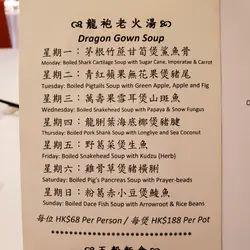 龍袍老火湯
Dragon Gown Soup
星期一：茅根竹蔗甘筍煲鯊魚骨
Monday: Boiled Shark Cartilage Soup with Sugar Cane, Imperatae & Carrot
星期二：青紅蘋果無花果煲豬𦟌
Tuesday: Boiled Pigtails Soup with Green Apple, Apple and Fig
星期三：萬壽果雪耳煲山斑魚
Wednesday: Boiled Snakehead Soup with Papaya & Snow Fungus
星期四：龍脷葉海底椰煲豬𦟌
Thursday: Boiled Pork Shank Soup with Longlive and Sea Coconut
星期五：野葛菜煲生魚
Friday: Boiled Snakehead Soup with Kudzu (Herb)
星期六：雞骨草煲豬橫脷
Saturday: Boiled Pig's Pancreas Soup with Prayer-beads
星期日：粉葛赤小豆煲鯪魚
Sunday: Boiled Dace Fish Soup with Arrowroot & Rice Beans
每位 HK$68 Per Person / 每煲 HK$188 Per Pot